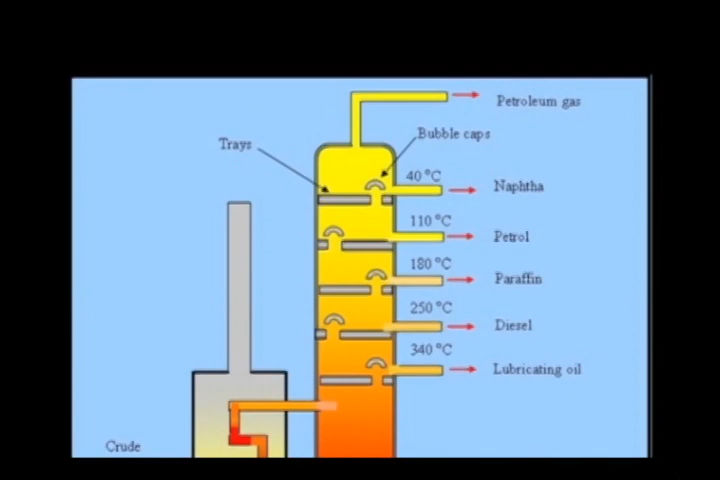 Petroleum gas
Bubble caps
Trays
40 °C
Naphtha
110 °C
Petrol
180 °C
Paraffin
250 °C
Diesel
340 °C
Lubricating oil
Crude